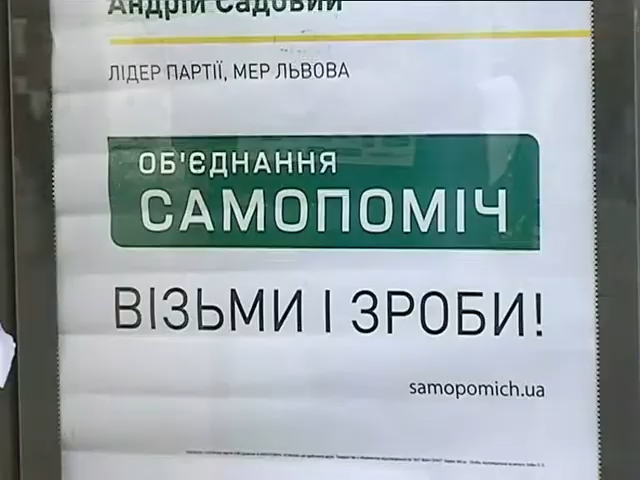 Андрій Садовий
ЛІДЕР ПАРТІЇ, МЕР ЛЬВОВА
ОБ'ЄДНАННЯ
САМОПОМІЧ
ВІЗЬМИ І ЗРОБИ!
samopomich.ua